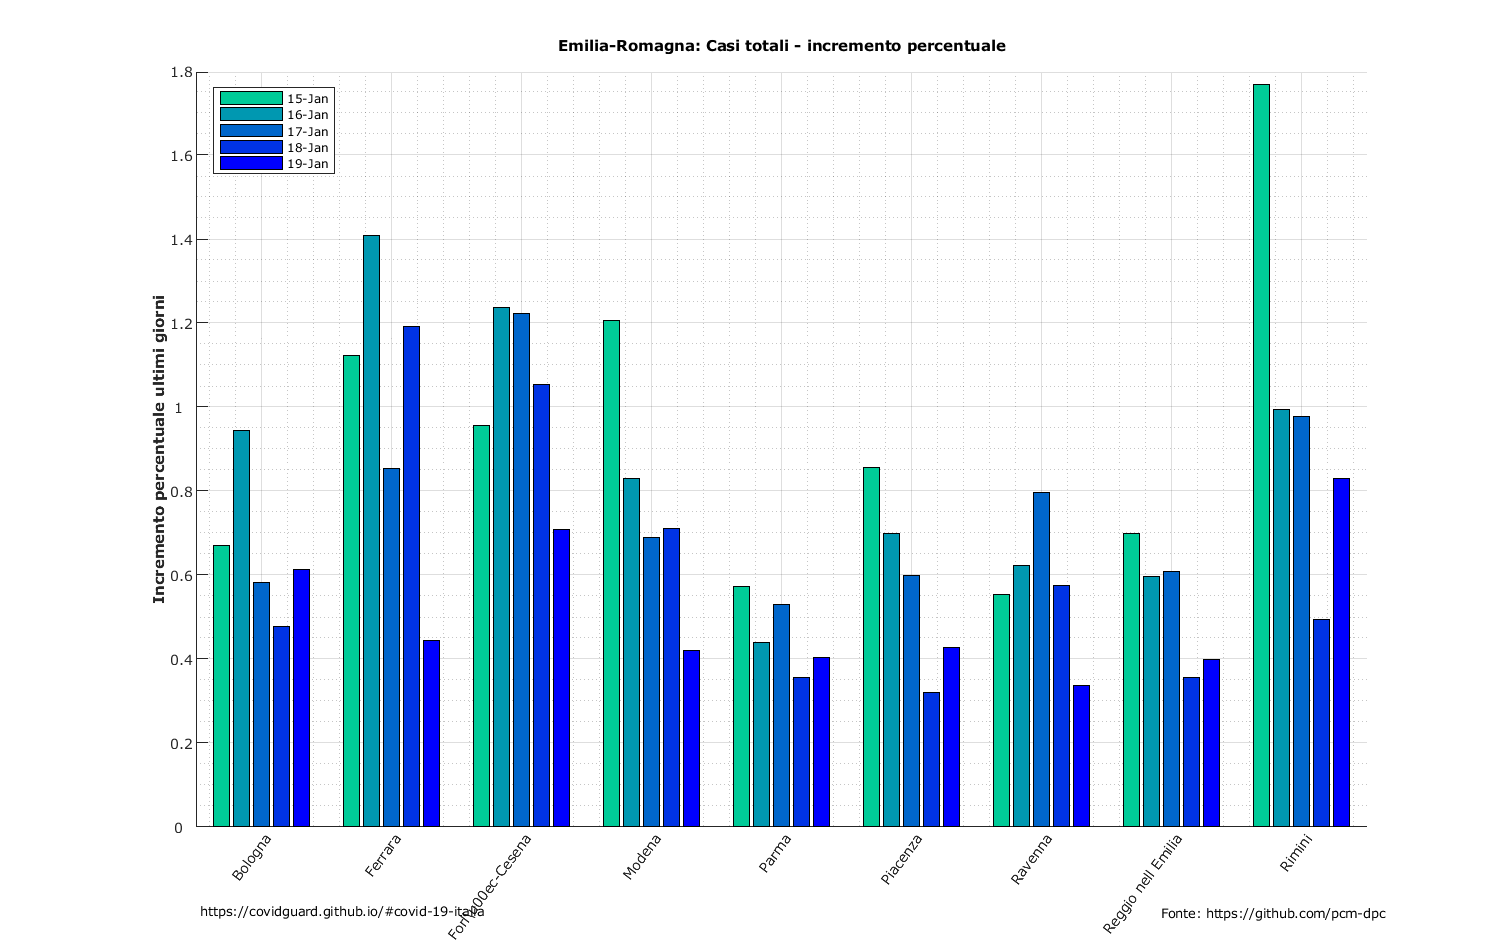 Emilia-Romagna: Casi totali - incremento percentuale
Incremento percentuale ultimi giorni
1.8
1.6
1.4
1.2
1
0.8
0.6
0.4
0.2
0
15-Jan
16-Jan
17-Jan
18-Jan
19-Jan
Bologna
Ferrara
Modena
Parma
Piacenza
Ravenna
Reggio nell Emilia
Rimini
https://covidguard.github.io/#covid-19-italia
Fonte: https://github.com/pcm-dpc